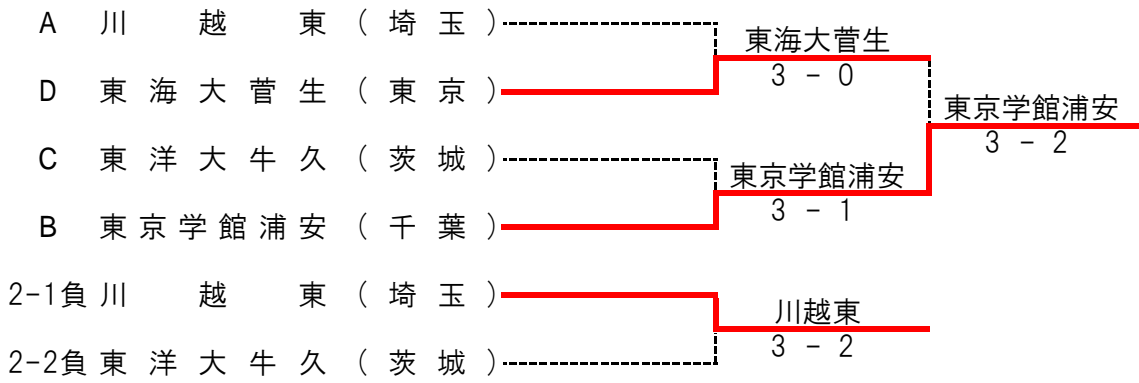 A 川越東（埼玉）
東海大菅生
3 - 0
D 東海大菅生（東京）
東京学館浦安
3 - 2
C 東洋大牛久（茨城）
東京学館浦安
3 - 1
B 東京学館浦安（千葉）
2-1負 川越東（埼玉）
川越東
3 - 2
2-2負 東洋大牛久（茨城）